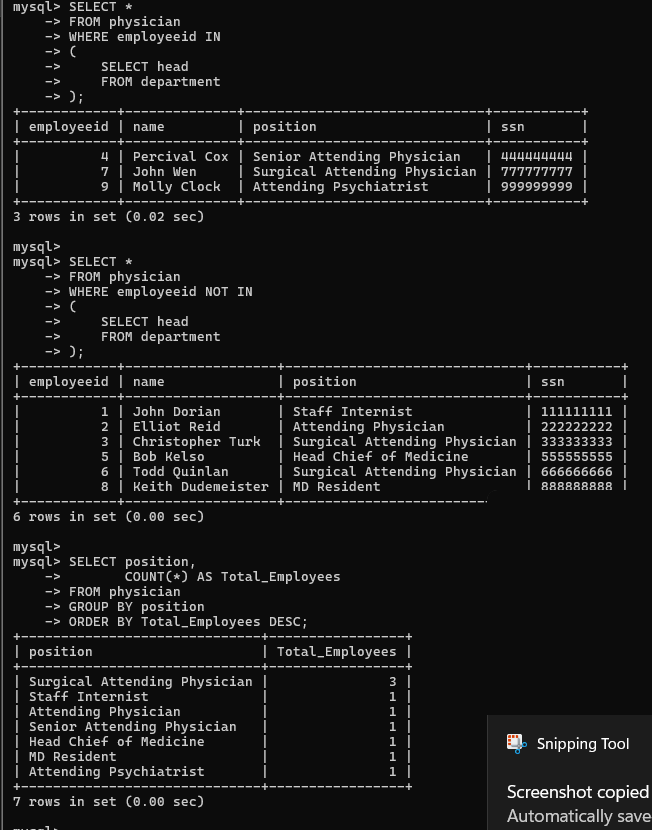 mysql> SELECT *
    -> FROM physician
    -> WHERE employeeid IN
    -> (
    ->     SELECT head
    ->     FROM department
    -> );
+------------+--------------+------------------------------+-----------+
| employeeid | name         | position                     | ssn       |
+------------+--------------+------------------------------+-----------+
|          4 | Percival Cox | Senior Attending Physician   | 444444444 |
|          7 | John Wen     | Surgical Attending Physician | 777777777 |
|          9 | Molly Clock  | Attending Psychiatrist       | 999999999 |
+------------+--------------+------------------------------+-----------+
3 rows in set (0.02 sec)

mysql>
mysql> SELECT *
    -> FROM physician
    -> WHERE employeeid NOT IN
    -> (
    ->     SELECT head
    ->     FROM department
    -> );
+------------+-------------------+------------------------------+-----------+
| employeeid | name              | position                     | ssn       |
+------------+-------------------+------------------------------+-----------+
|          1 | John Dorian       | Staff Internist              | 111111111 |
|          2 | Elliot Reid       | Attending Physician          | 222222222 |
|          3 | Christopher Turk  | Surgical Attending Physician | 333333333 |
|          5 | Bob Kelso         | Head Chief of Medicine       | 555555555 |
|          6 | Todd Quinlan      | Surgical Attending Physician | 666666666 |
|          8 | Keith Dudemeister | MD Resident                  | 888888888 |
+------------+-------------------+-------------------------
6 rows in set (0.00 sec)

mysql>
mysql> SELECT position,
    ->        COUNT(*) AS Total_Employees
    -> FROM physician
    -> GROUP BY position
    -> ORDER BY Total_Employees DESC;
+------------------------------+-----------------+
| position                     | Total_Employees |
+------------------------------+-----------------+
| Surgical Attending Physician |               3 |
| Staff Internist              |               1 |
| Attending Physician          |               1 |
| Senior Attending Physician   |               1 |
| Head Chief of Medicine       |               1 |
| MD Resident                  |               1 |
| Attending Psychiatrist       |               1 |
+------------------------------+-----------------+
7 rows in set (0.00 sec)

mysql>
Snipping Tool
Screenshot copied
Automatically save